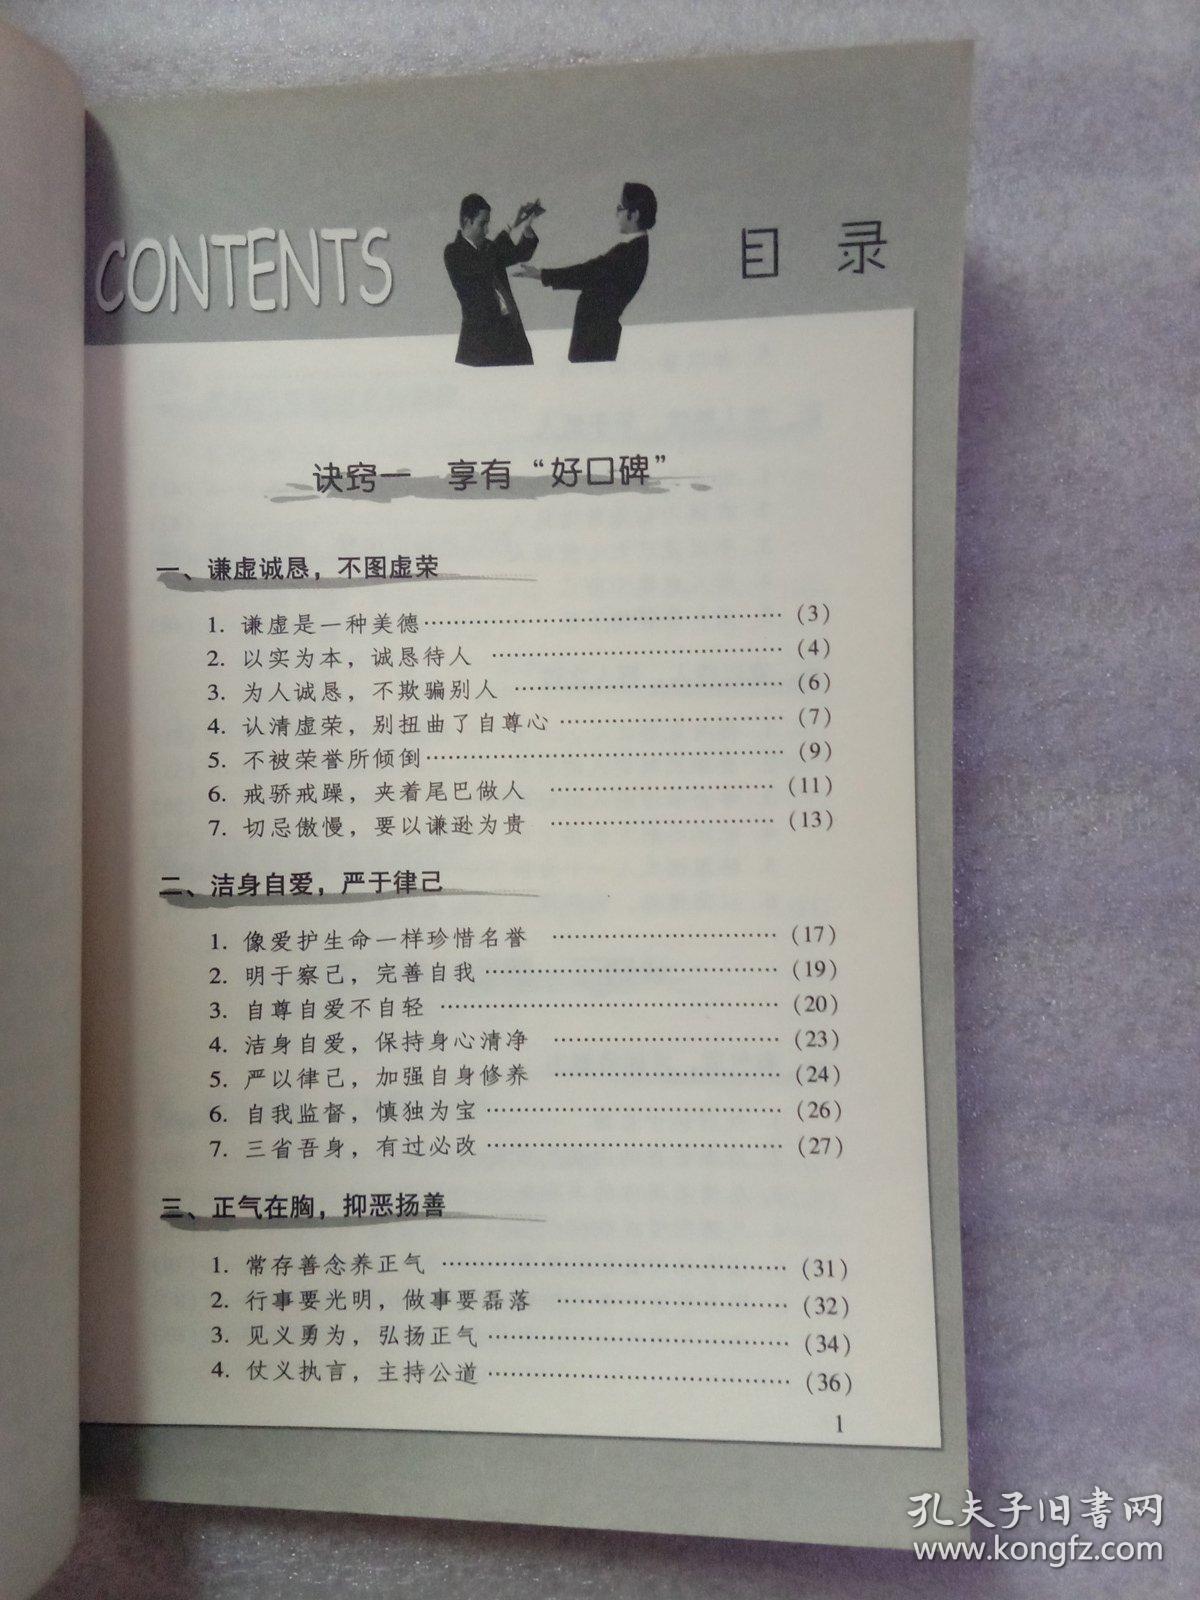 CONTENTS
目 录
诀窍一 享有“好口碑”
一、谦虚诚恳，不图虚荣
1. 谦虚是一种美德……………………………………(3)
2. 以实为本，诚恳待人 ……………………………(4)
3. 为人诚恳，不欺骗别人 …………………………(6)
4. 认清虚荣，别扭曲了自尊心………………………(7)
5. 不被荣誉所倾倒……………………………………(9)
6. 戒骄戒躁，夹着尾巴做人 ………………………(11)
7. 切忌傲慢，要以谦逊为贵 ………………………(13)
二、洁身自爱，严于律己
1. 像爱护生命一样珍惜名誉 ………………………(17)
2. 明于察己，完善自我………………………………(19)
3. 自尊自爱不自轻 …………………………………(20)
4. 洁身自爱，保持身心清净 ………………………(23)
5. 严以律己，加强自身修养 ………………………(24)
6. 自我监督，慎独为宝………………………………(26)
7. 三省吾身，有过必改………………………………(27)
三、正气在胸，抑恶扬善
1. 常存善念养正气 …………………………………(31)
2. 行事要光明，做事要磊落 ………………………(32)
3. 见义勇为，弘扬正气………………………………(34)
4. 仗义执言，主持公道………………………………(36)
1
孔夫子旧书网
www.kongfz.com